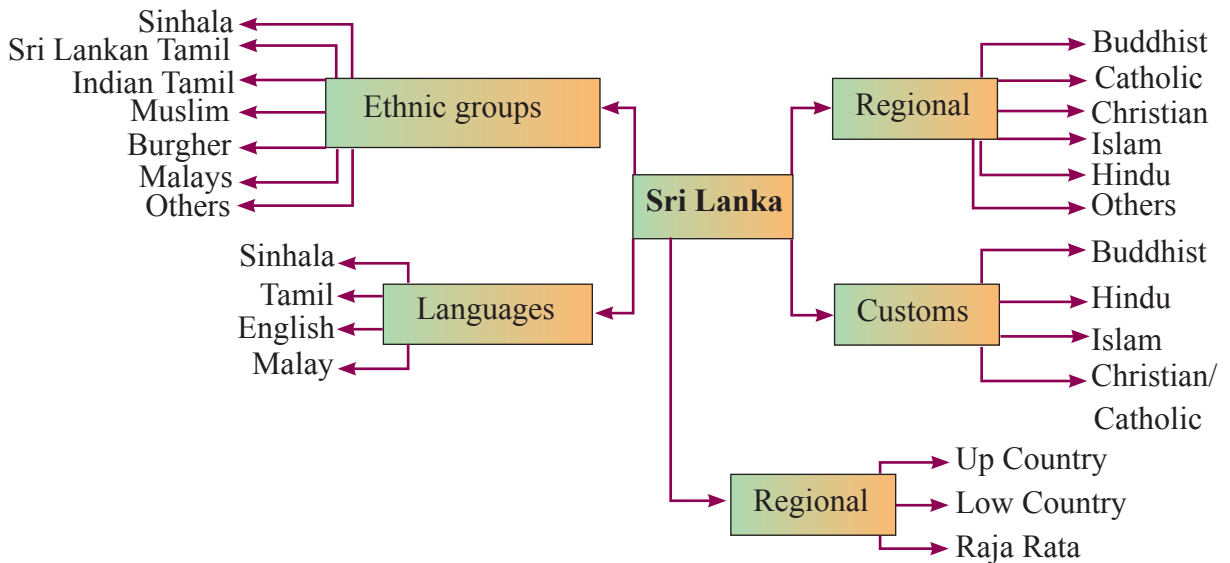 Sinhala
Sri Lankan Tamil
Indian Tamil
Muslim
Burgher
Malays
Others
Ethnic groups
Sri Lanka
Regional
Buddhist
Catholic
Christian
Islam
Hindu
Others
Sinhala
Tamil
English
Malay
Languages
Customs
Buddhist
Hindu
Islam
Christian/
Catholic
Regional
Up Country
Low Country
Raja Rata